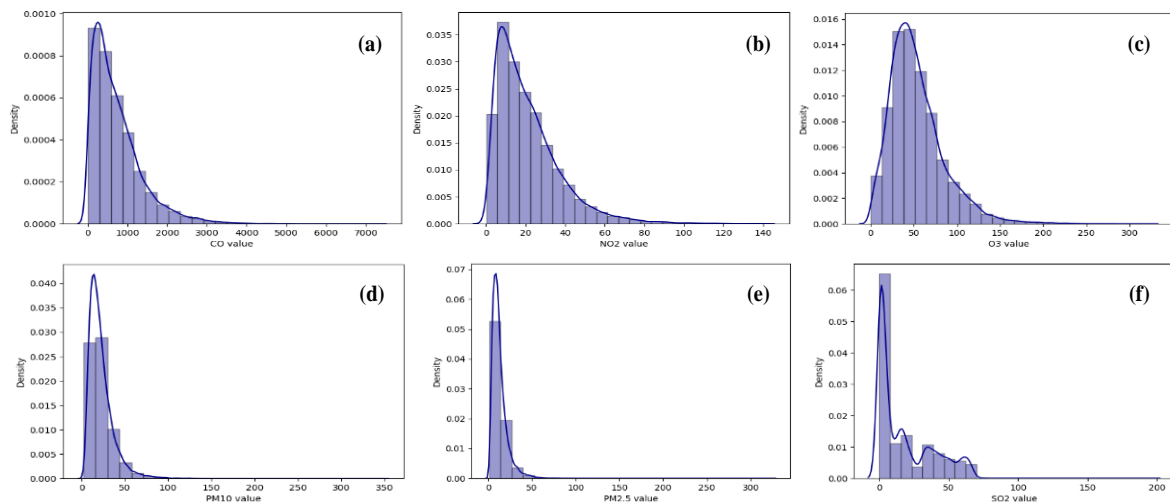 (a)
Density
0.0010
0.0008
0.0006
0.0004
0.0002
0.0000
0 1000 2000 3000 4000 5000 6000 7000
CO value
(b)
Density
0.035
0.030
0.025
0.020
0.015
0.010
0.005
0.000
0 20 40 60 80 100 120 140
NO2 value
(c)
Density
0.016
0.014
0.012
0.010
0.008
0.006
0.004
0.002
0.000
0 50 100 150 200 250 300
O3 value
(d)
Density
0.040
0.035
0.030
0.025
0.020
0.015
0.010
0.005
0.000
0 50 100 150 200 250 300 350
PM10 value
(e)
Density
0.07
0.06
0.05
0.04
0.03
0.02
0.01
0.00
0 50 100 150 200 250 300
PM2.5 value
(f)
Density
0.06
0.05
0.04
0.03
0.02
0.01
0.00
0 50 100 150 200
SO2 value